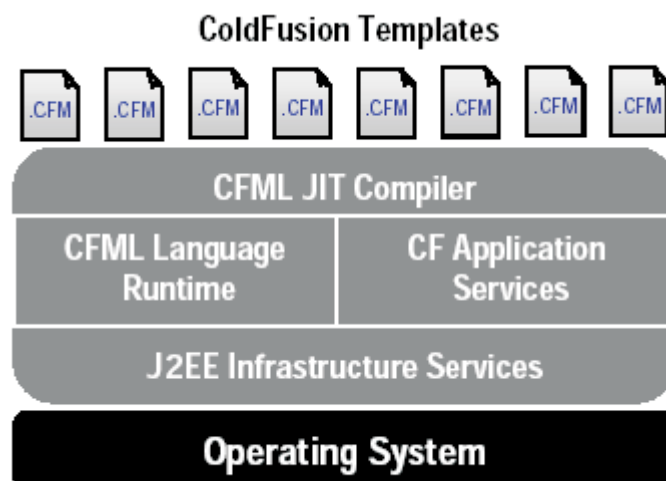 ColdFusion Templates
.CFM .CFM .CFM .CFM .CFM .CFM .CFM .CFM
CFML JIT Compiler
CFML Language
Runtime
CF Application
Services
J2EE Infrastructure Services
Operating System